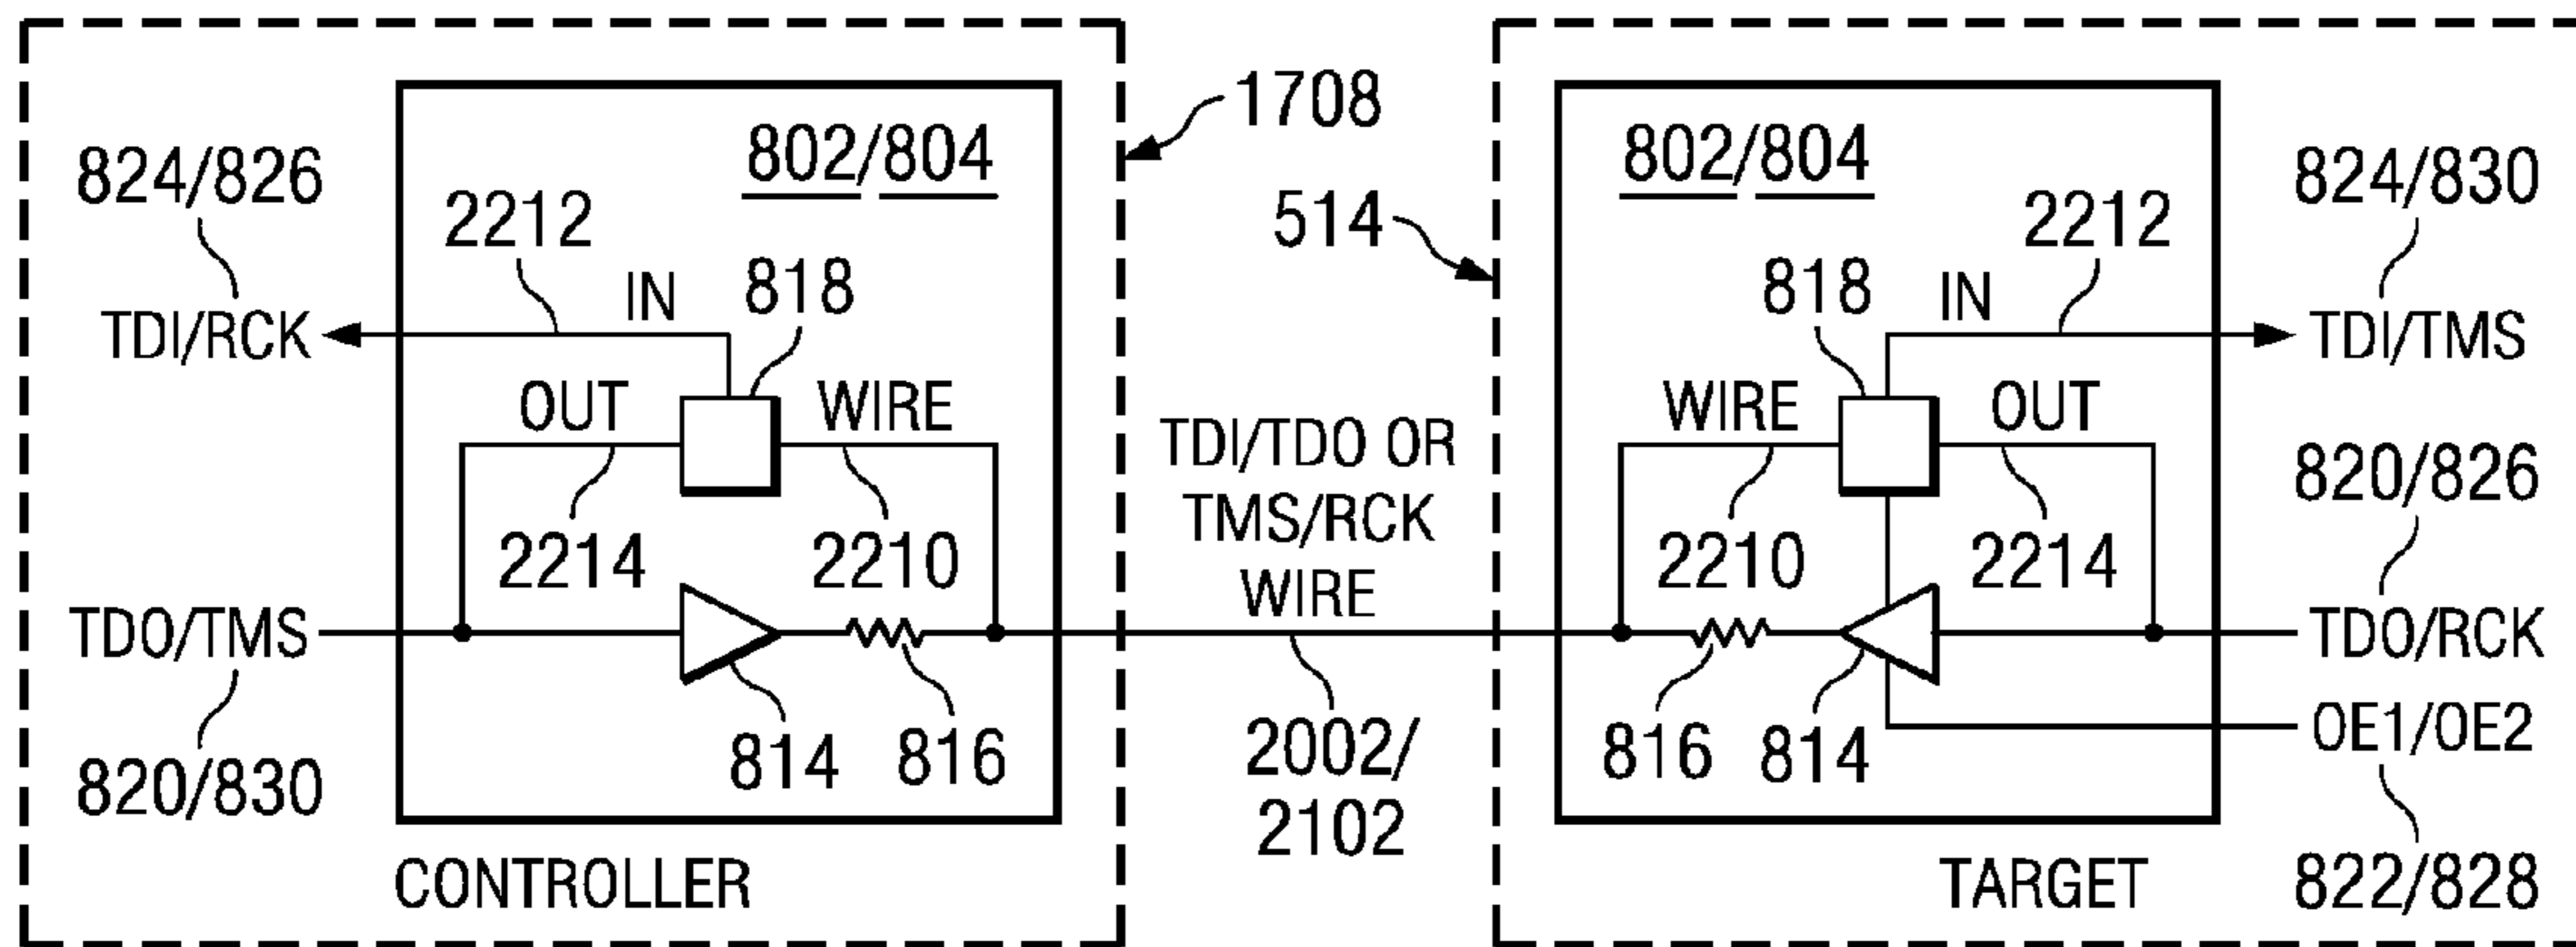 1708
802/804
802/804
824/826
824/830
514
2212
2212
818
818
IN
IN
TDI/RCK
TDI/TMS
OUT
WIRE
WIRE
OUT
TDI/TDO OR
TMS/RCK
WIRE
820/826
2214
2210
2210
2214
TDO/TMS
TDO/RCK
OE1/OE2
814
816
816
814
2002/
2102
820/830
822/828
CONTROLLER
TARGET